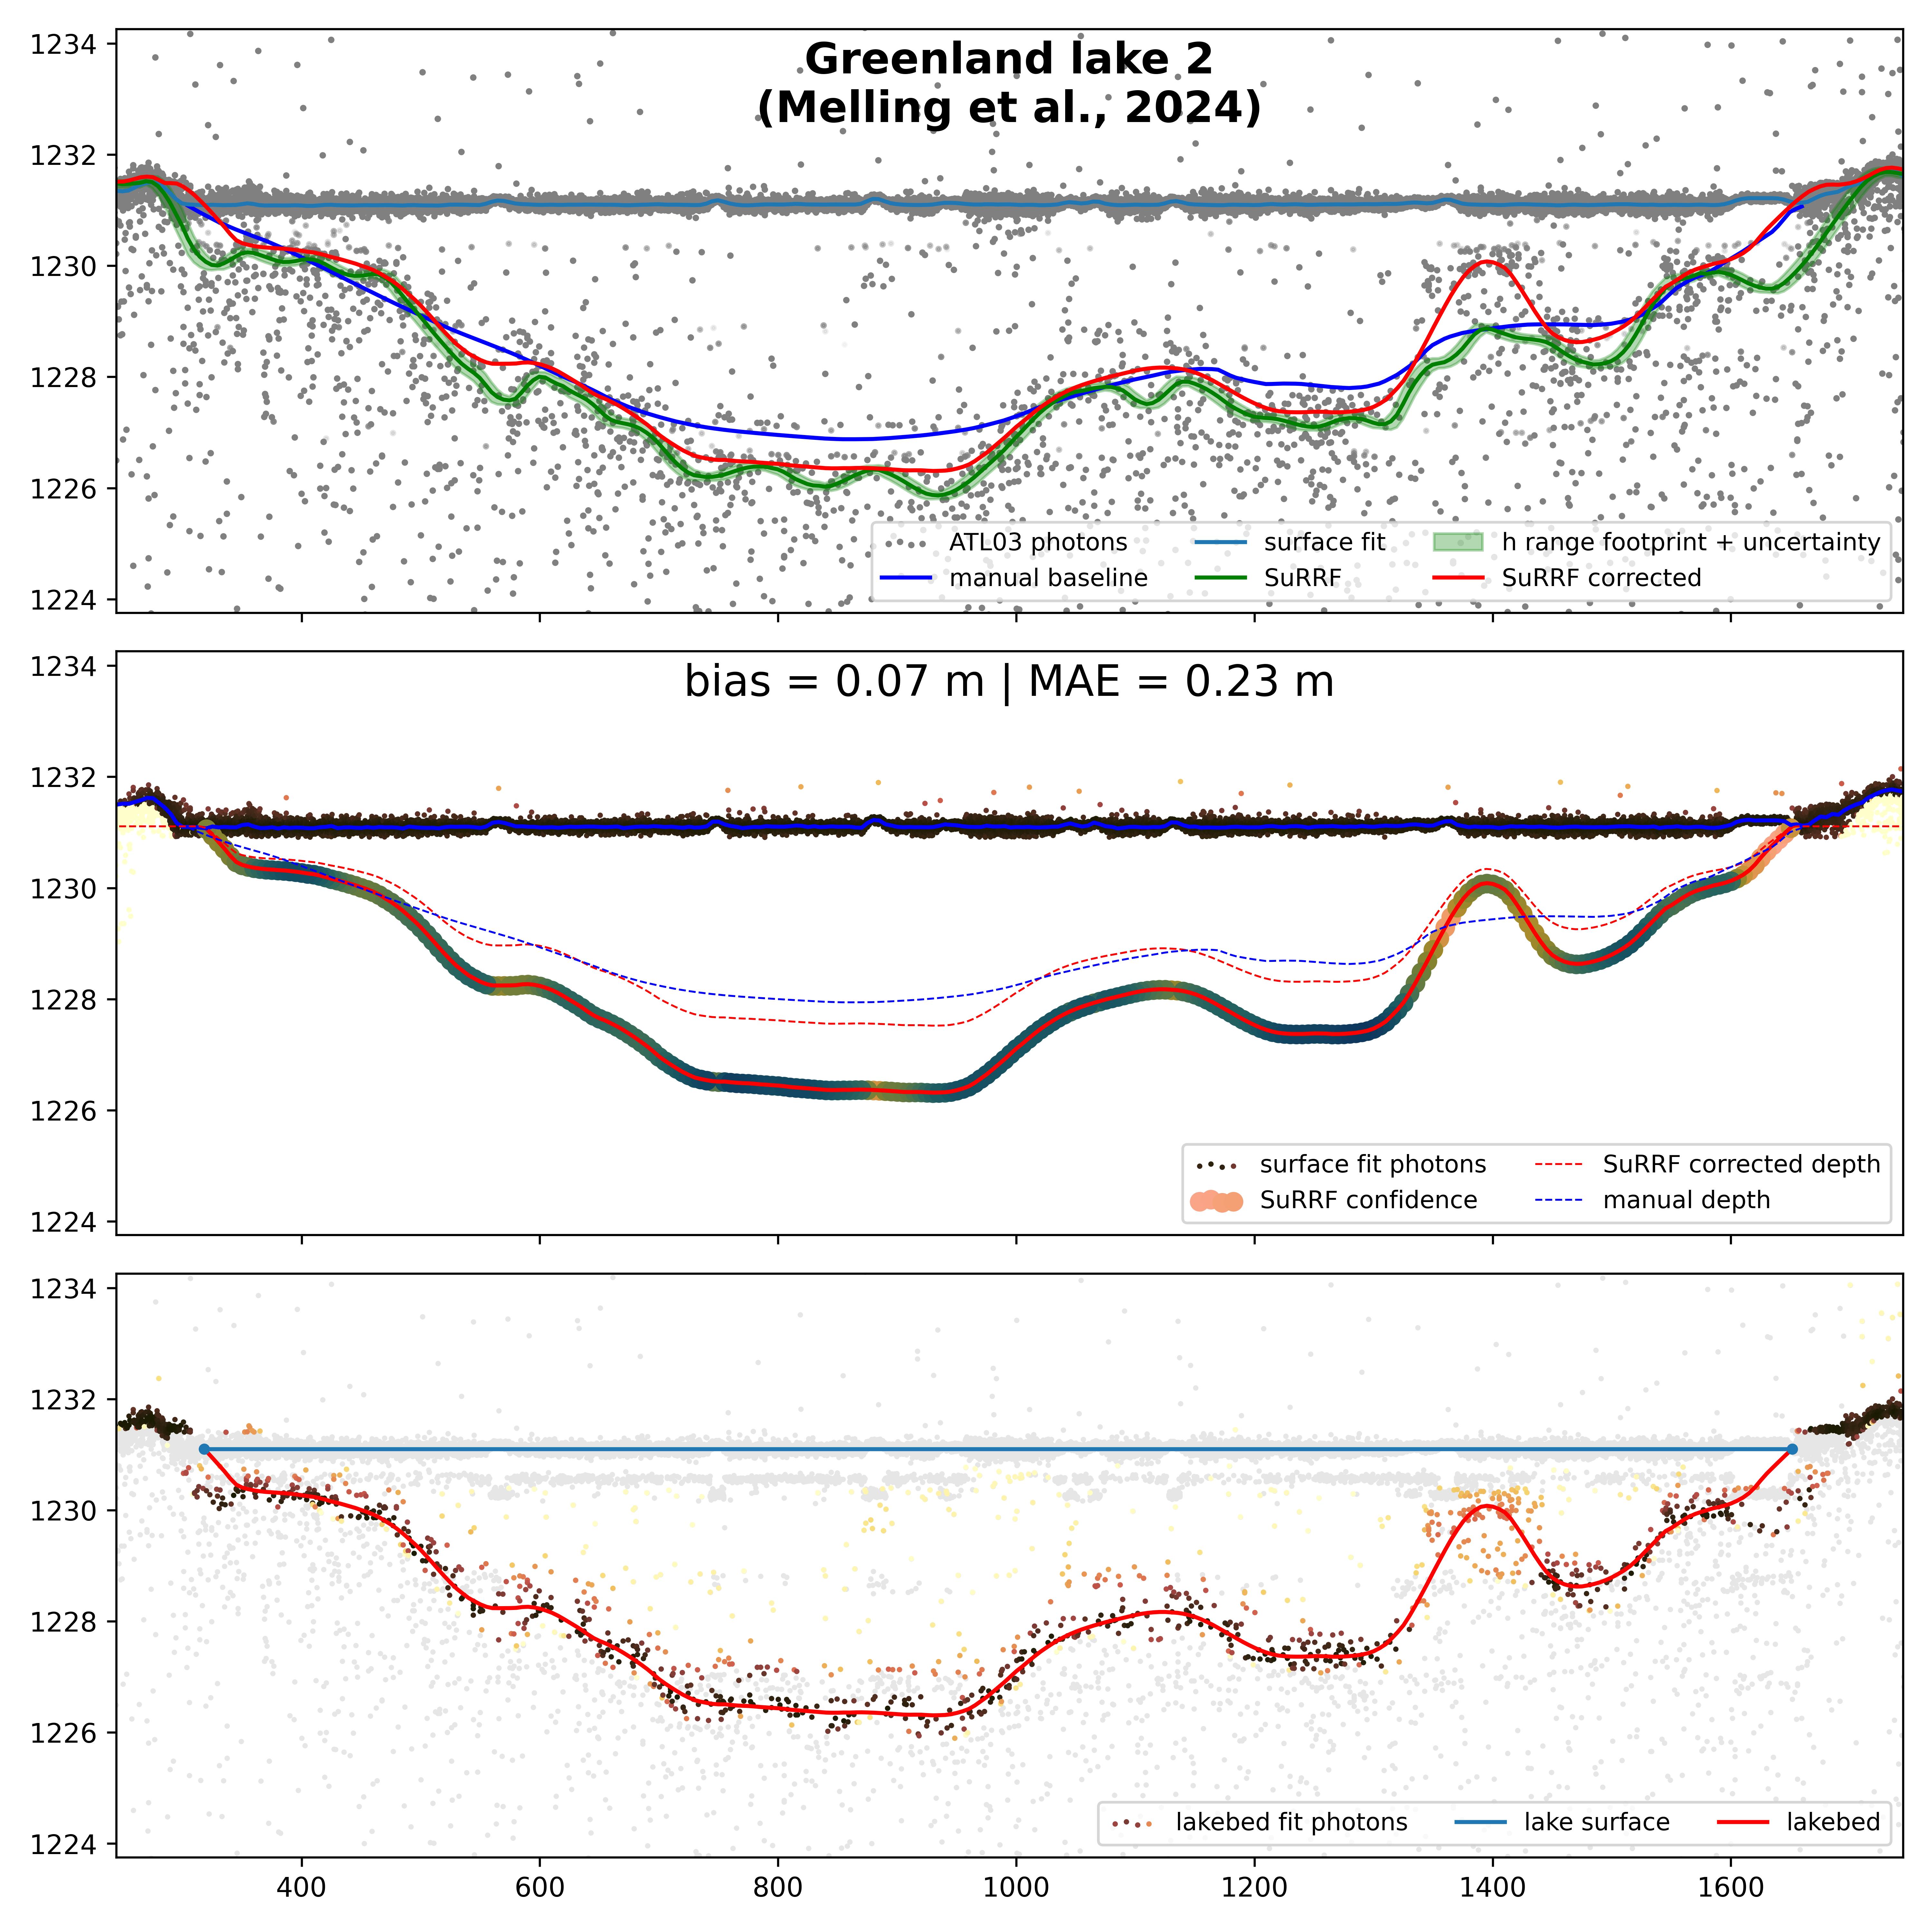 Greenland lake 2
(Melling et al., 2024)
1234
1232
1230
1228
1226
1224
ATL03 photons
surface fit
h range footprint + uncertainty
manual baseline
SuRRF
SuRRF corrected
bias = 0.07 m | MAE = 0.23 m
1234
1232
1230
1228
1226
1224
surface fit photons
SuRRF corrected depth
SuRRF confidence
manual depth
1234
1232
1230
1228
1226
1224
lakebed fit photons
lake surface
lakebed
400
600
800
1000
1200
1400
1600